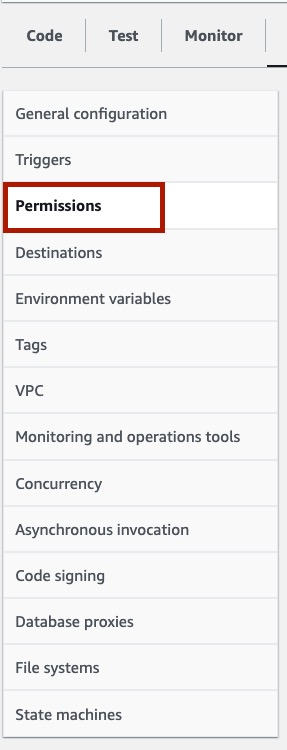 Code Test Monitor
General configuration
Triggers
Permissions
Destinations
Environment variables
Tags
VPC
Monitoring and operations tools
Concurrency
Asynchronous invocation
Code signing
Database proxies
File systems
State machines